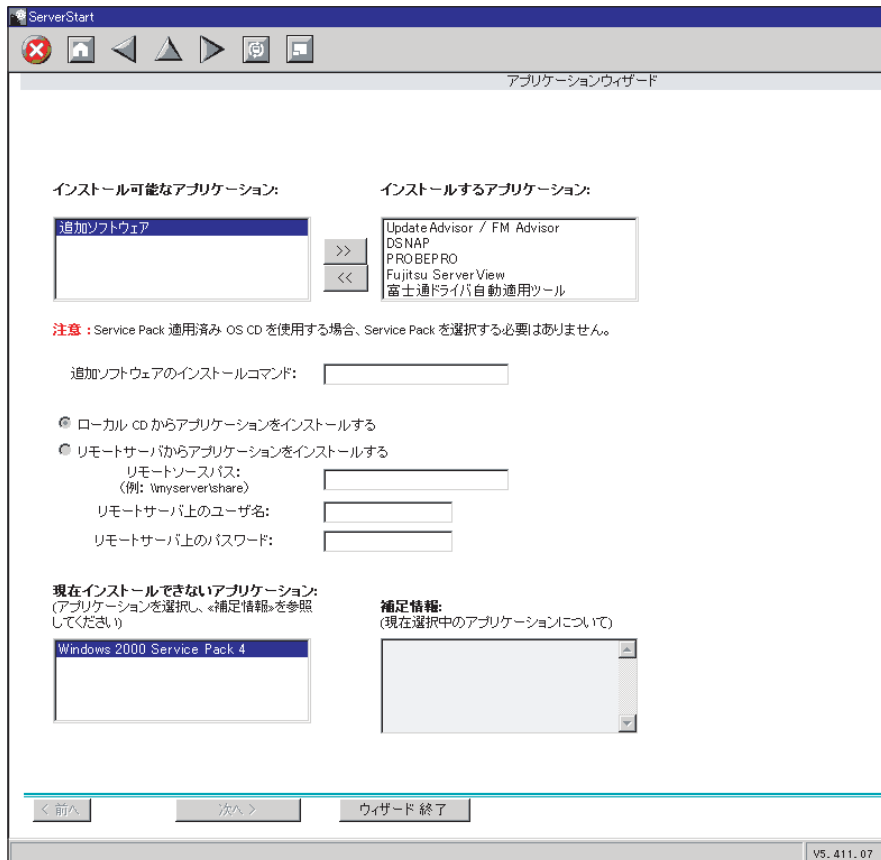 ServerStart
アプリケーションウィザード
インストール可能なアプリケーション:
インストールするアプリケーション:
追加ソフトウェア
>>
<<
UpdateAdvisor / FM Advisor
DSNAP
PROBEPRO
Fujitsu ServerView
富士通ドライバ自動適用ツール
注意：Service Pack 適用済み OS CD を使用する場合、Service Pack を選択する必要はありません。
追加ソフトウェアのインストールコマンド:
ローカル CD からアプリケーションをインストールする
リモートサーバからアプリケーションをインストールする
リモートソースパス:
（例: \\myserver\share）
リモートサーバ上のユーザ名:
リモートサーバ上のパスワード:
現在インストールできないアプリケーション:
(アプリケーションを選択し、«補足情報»を参照
してください)
Windows 2000 Service Pack 4
補足情報:
(現在選択中のアプリケーションについて)
< 前へ
次へ >
ウィザード 終了
V5.411.07